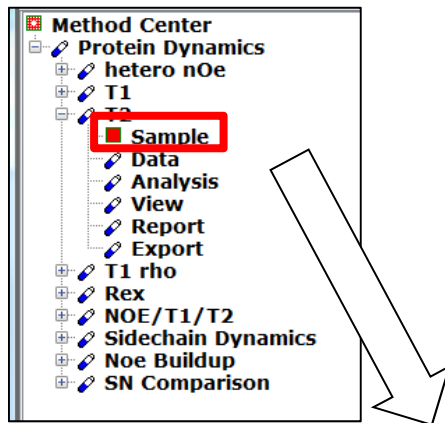 Method Center
Protein Dynamics
hetero nOe
T1
T2
Sample
Data
Analysis
View
Report
Export
T1 rho
Rex
NOE/T1/T2
Sidechain Dynamics
Noe Buildup
SN Comparison